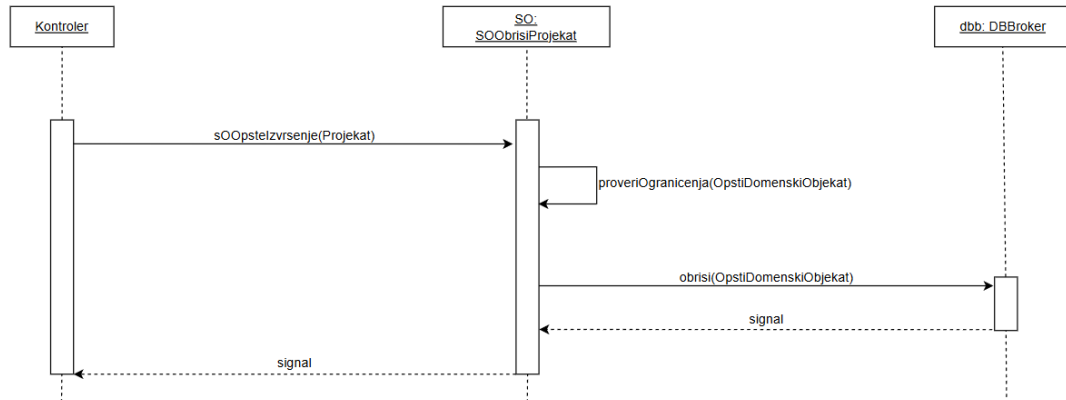 Kontroler
SO:
SOObrisiProjekat
dbb: DBBroker
sOOpsteIzvrsenje(Projekat)
proveriOgranicenja(OpstiDomenskiObjekat)
obrisi(OpstiDomenskiObjekat)
signal
signal